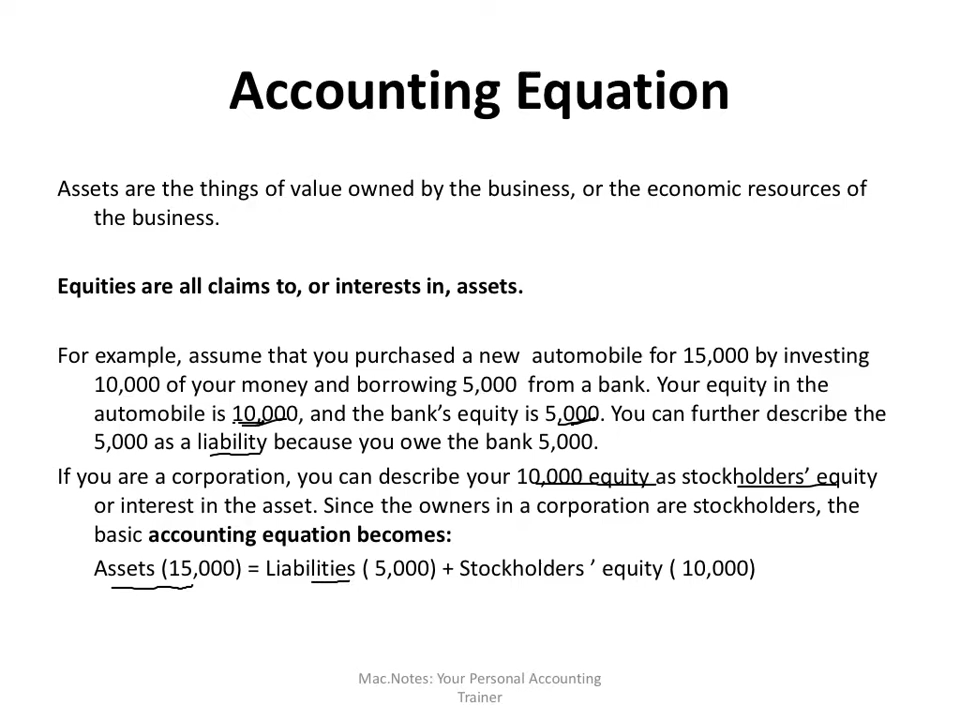 Accounting Equation
Assets are the things of value owned by the business, or the economic resources of
the business.
Equities are all claims to, or interests in, assets.
For example, assume that you purchased a new  automobile for 15,000 by investing
10,000 of your money and borrowing 5,000  from a bank. Your equity in the
automobile is 10,000, and the bank’s equity is 5,000. You can further describe the
5,000 as a liability because you owe the bank 5,000.
If you are a corporation, you can describe your 10,000 equity as stockholders’ equity
or interest in the asset. Since the owners in a corporation are stockholders, the
basic accounting equation becomes:
Assets (15,000) = Liabilities ( 5,000) + Stockholders ’ equity ( 10,000)
Mac.Notes: Your Personal Accounting
Trainer